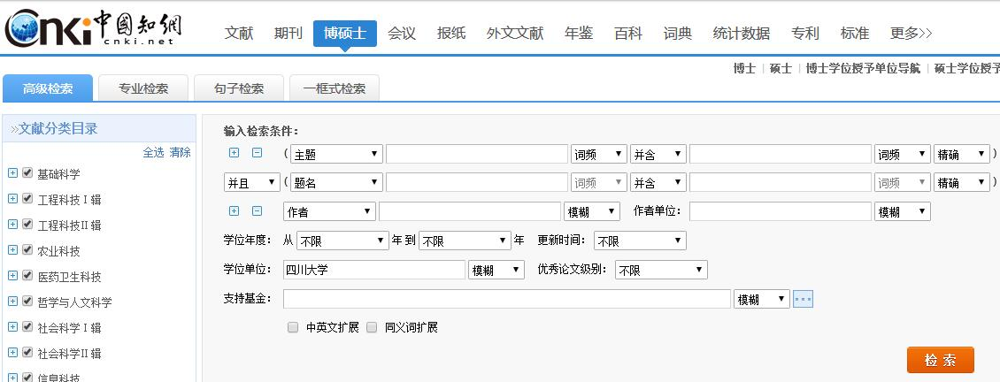 Cnki 中國知網
cnki.net
文献 期刊 博硕士 会议 报纸 外文文献 年鉴 百科 词典 统计数据 专利 标准 更多>>
博士 | 硕士 | 博士学位授予单位导航 | 硕士学位授予
高级检索 专业检索 句子检索 一框式检索
»文献分类目录
全选 清除
基础科学
工程科技Ⅰ辑
工程科技Ⅱ辑
农业科技
医药卫生科技
哲学与人文科学
社会科学Ⅰ辑
社会科学Ⅱ辑
信息科技
输入检索条件：
( 主题 词频 并含 词频 精确 )
并且 ( 题名 词频 并含 词频 精确 )
作者 模糊 作者单位： 模糊
学位年度： 从 不限 年 到 不限 年 更新时间： 不限
学位单位： 四川大学 模糊 优秀论文级别： 不限
支持基金： 模糊 ...
中英文扩展 同义词扩展
检索